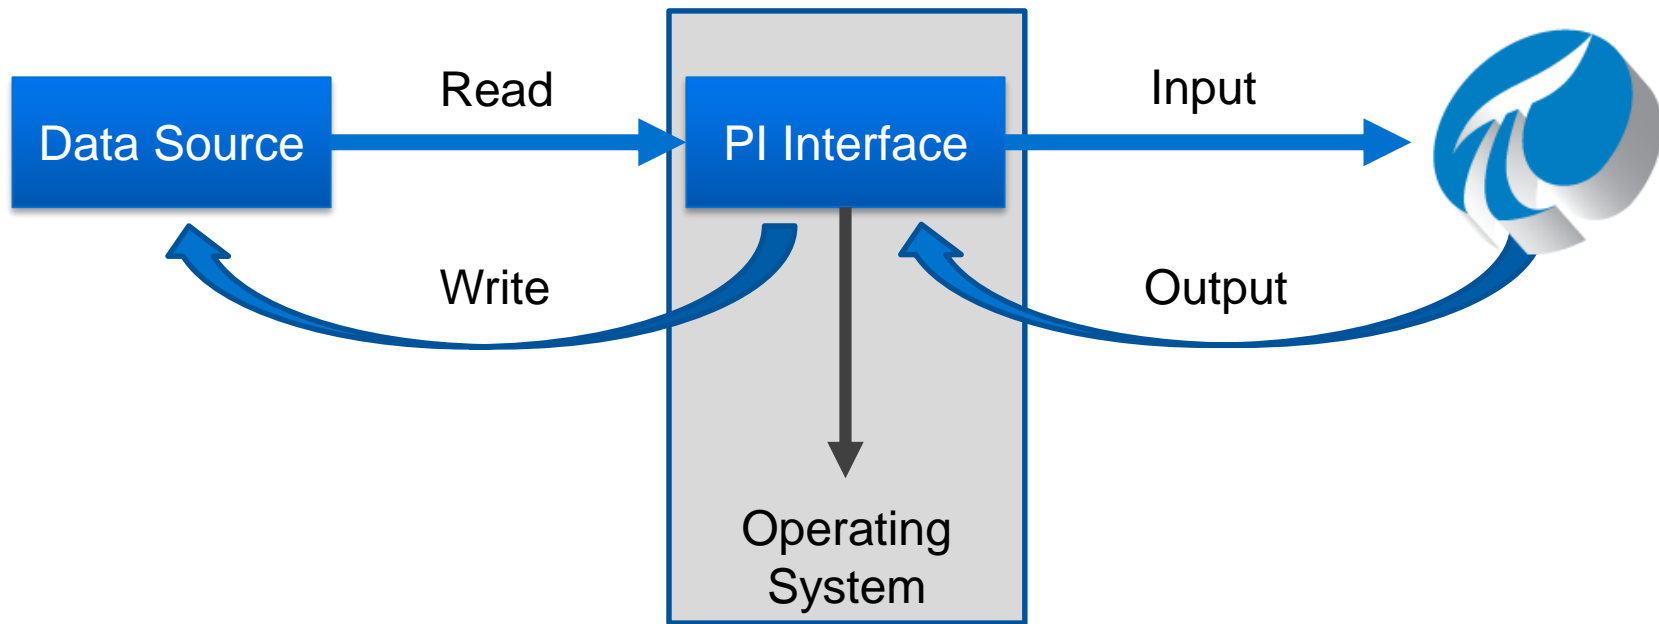 Read
Input
Data Source
PI Interface
Write
Output
Operating
System